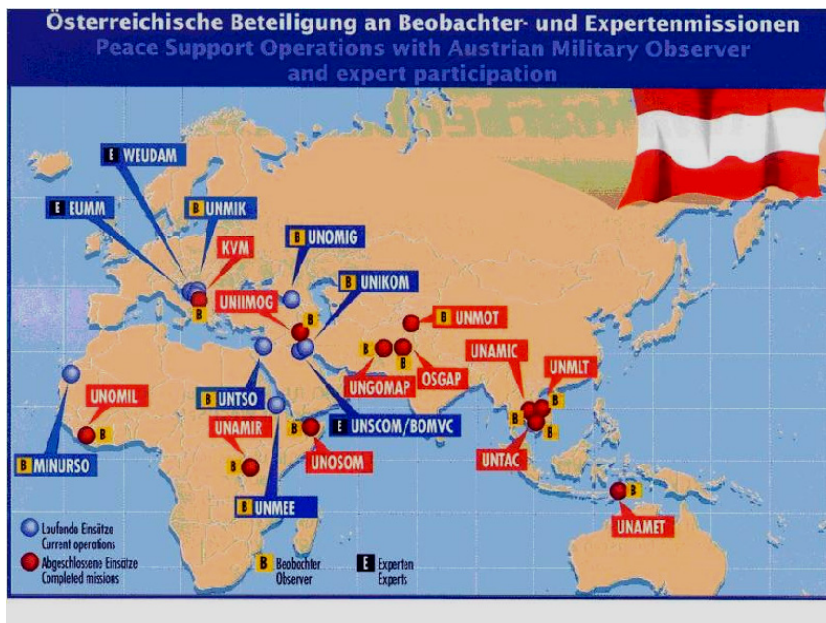 Österreichische Beteiligung an Beobachter- und Expertenmissionen
Peace Support Operations with Austrian Military Observer
and expert participation
E WEUDAM
E EUMM
B UNMIK
KVM
B
B UNOMIG
B UNIKOM
UNIIMOG
B
B UNMOT
UNAMIC
UNMLT
B
B
UNGOMAP
OSGAP
B
B
B
UNOMIL
B
B UNTSO
UNAMIR
B
B
E UNSCOM/BOMVC
UNOSOM
UNTAC
B MINURSO
B UNMEE
B
UNAMET
Laufende Einsätze
Current operations
Abgeschlossene Einsätze
Completed missions
B Beobachter
Observer
E Experten
Experts